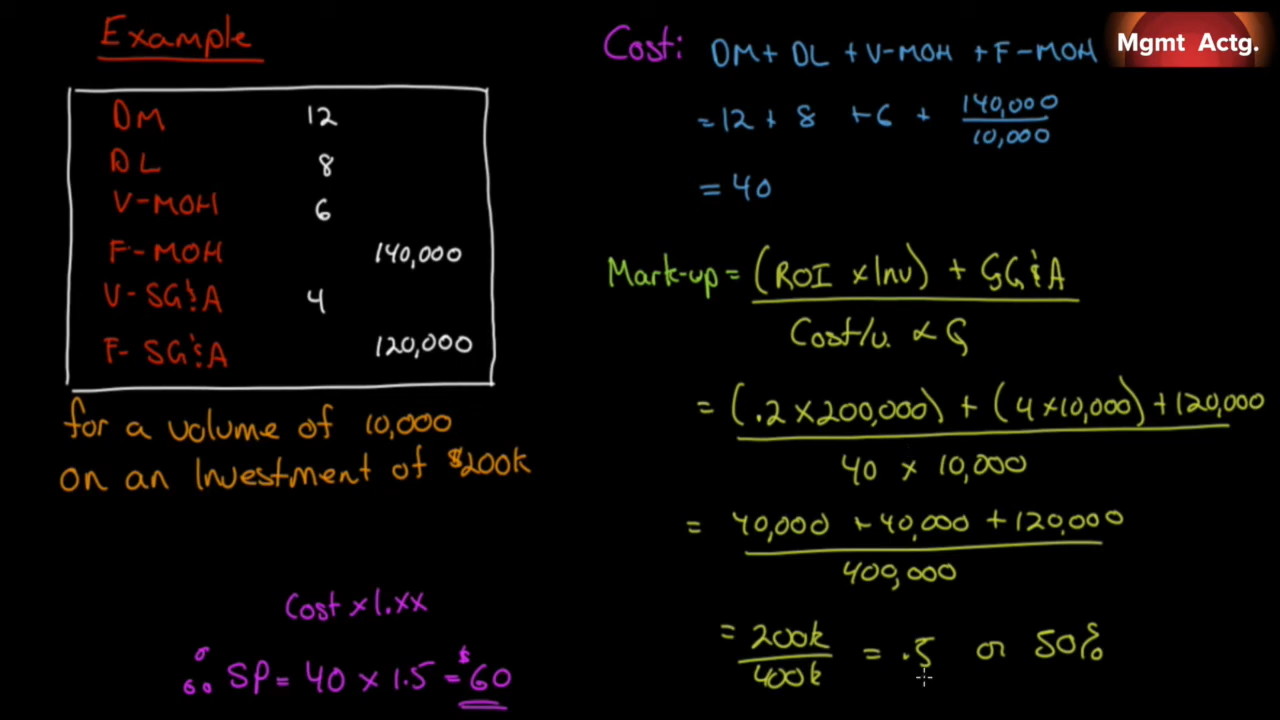 Example
DM 12
DL 8
V-MOH 6
F-MOH 140,000
V-SG&A 4
F-SG&A 120,000
for a volume of 10,000
on an Investment of $200k
Cost x 1.xx
∴ SP = 40 x 1.5 = $60
Mgmt Actg.
Cost: DM + DL + V-MOH + F-MOH
= 12 + 8 + 6 + 140,000 / 10,000
= 40
Mark-up = (ROI x Inv) + SG&A
Cost/u. x Q
= (.2 x 200,000) + (4 x 10,000) + 120,000
40 x 10,000
= 40,000 + 40,000 + 120,000
400,000
= 200k / 400k = .5 or 50%